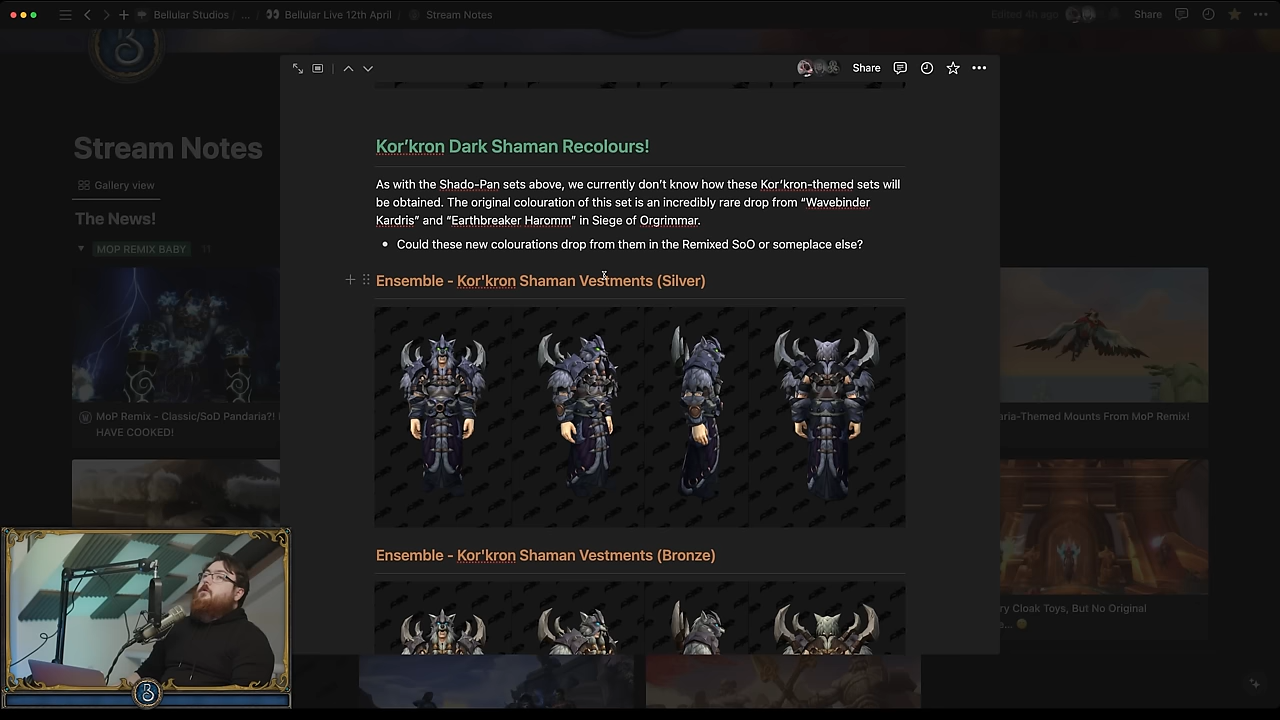 Bellular Studios / ... / 👀 Bellular Live 12th April / Stream Notes
Edited 4h ago
Share
Share
Stream Notes
Gallery view
The News!
MOP REMIX BABY 11
MoP Remix - Classic/SoD Pandaria?!
HAVE COOKED!
Kor'kron Dark Shaman Recolours!
As with the Shado-Pan sets above, we currently don't know how these Kor'kron-themed sets will
be obtained. The original colouration of this set is an incredibly rare drop from “Wavebinder
Kardris” and “Earthbreaker Haromm” in Siege of Orgrimmar.
• Could these new colourations drop from them in the Remixed SoO or someplace else?
Ensemble - Kor'kron Shaman Vestments (Silver)
Ensemble - Kor'kron Shaman Vestments (Bronze)
aria-Themed Mounts From MoP Remix!
ry Cloak Toys, But No Original